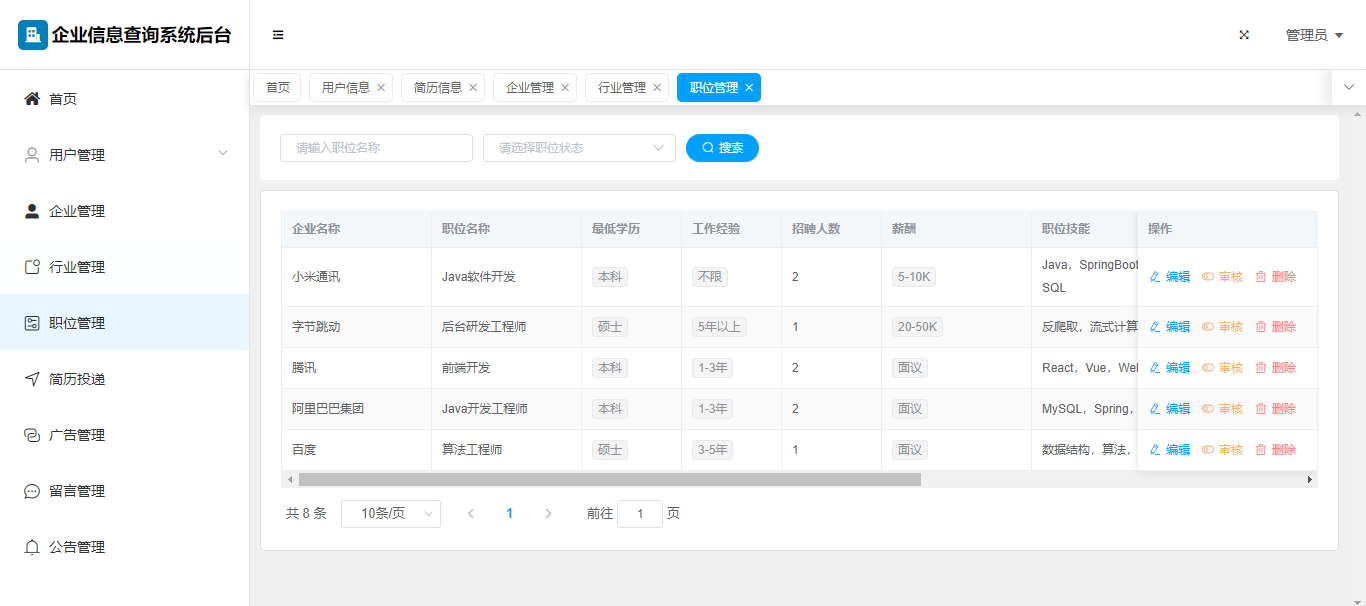 企业信息查询系统后台
管理员
首页 用户信息 简历信息 企业管理 行业管理 职位管理
首页
用户管理
企业管理
行业管理
职位管理
简历投递
广告管理
留言管理
公告管理
请输入职位名称 请选择职位状态 搜索
企业名称 职位名称 最低学历 工作经验 招聘人数 薪酬 职位技能 操作
小米通讯 Java软件开发 本科 不限 2 5-10K Java，SpringBoot
SQL 编辑 审核 删除
字节跳动 后台研发工程师 硕士 5年以上 1 20-50K 反爬取，流式计算 编辑 审核 删除
腾讯 前端开发 本科 1-3年 2 面议 React，Vue，Wel 编辑 审核 删除
阿里巴巴集团 Java开发工程师 本科 1-3年 2 面议 MySQL，Spring， 编辑 审核 删除
百度 算法工程师 硕士 3-5年 1 面议 数据结构，算法， 编辑 审核 删除
共 8 条 10条/页 1 前往 1 页